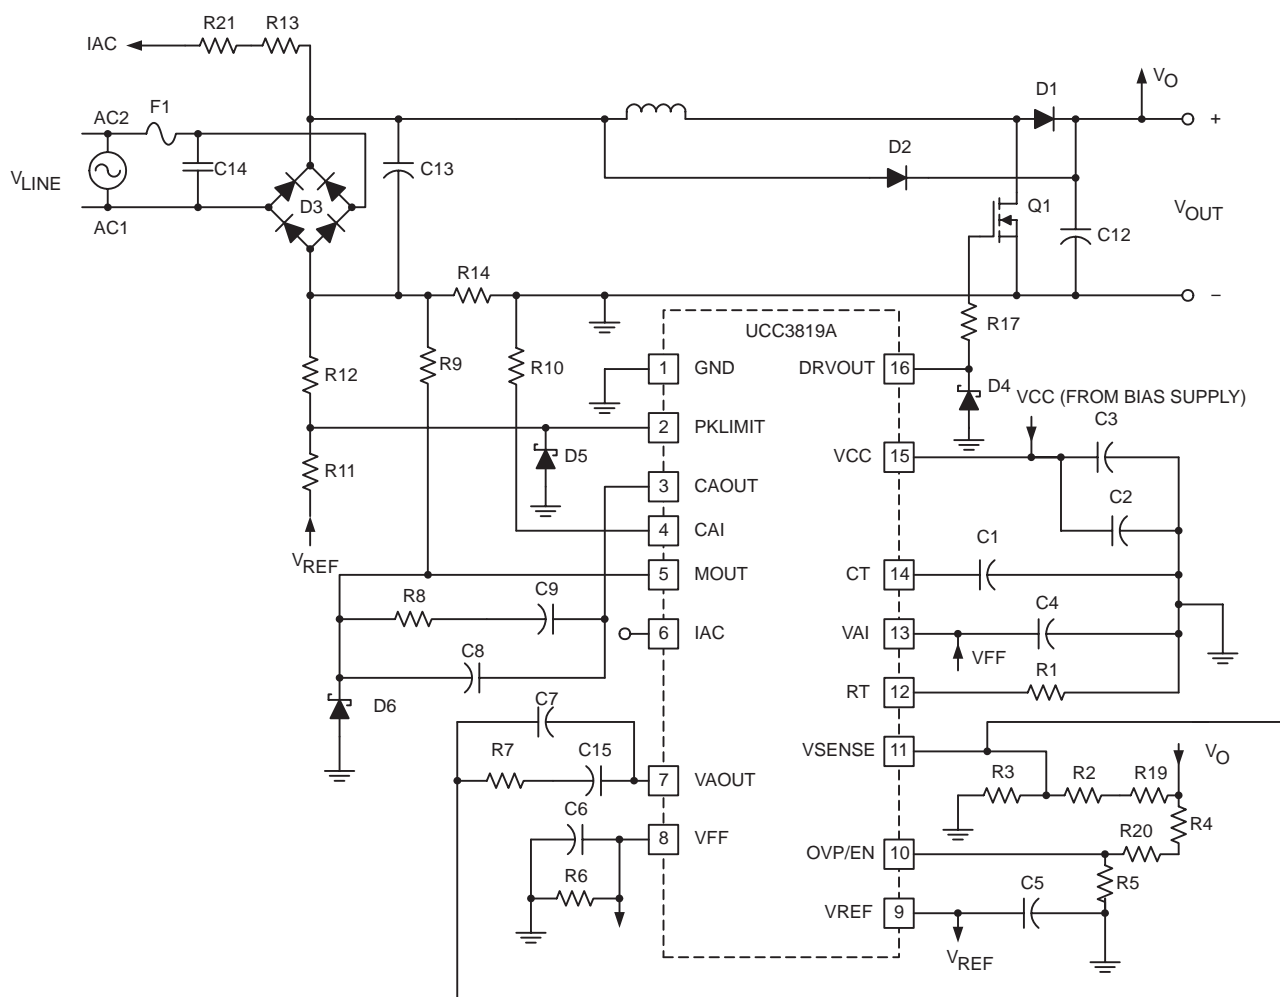 R21
R13
IAC
VO
D1
F1
AC2
+
D2
C14
C13
VLINE
D3
Q1
VOUT
AC1
C12
R14
–
UCC3819A
R17
R12
R9
R10
1
GND
DRVOUT
16
D4
VCC (FROM BIAS SUPPLY)
C3
2
PKLIMIT
D5
VCC
15
R11
3
CAOUT
C2
4
CAI
C1
VREF
5
MOUT
CT
14
C9
R8
C4
6
IAC
VAI
13
C8
VFF
R1
RT
12
D6
C7
VSENSE
11
VO
R7
C15
R3
R2
R19
7
VAOUT
C6
R4
8
VFF
R20
OVP/EN
10
R6
R5
C5
VREF
9
VREF